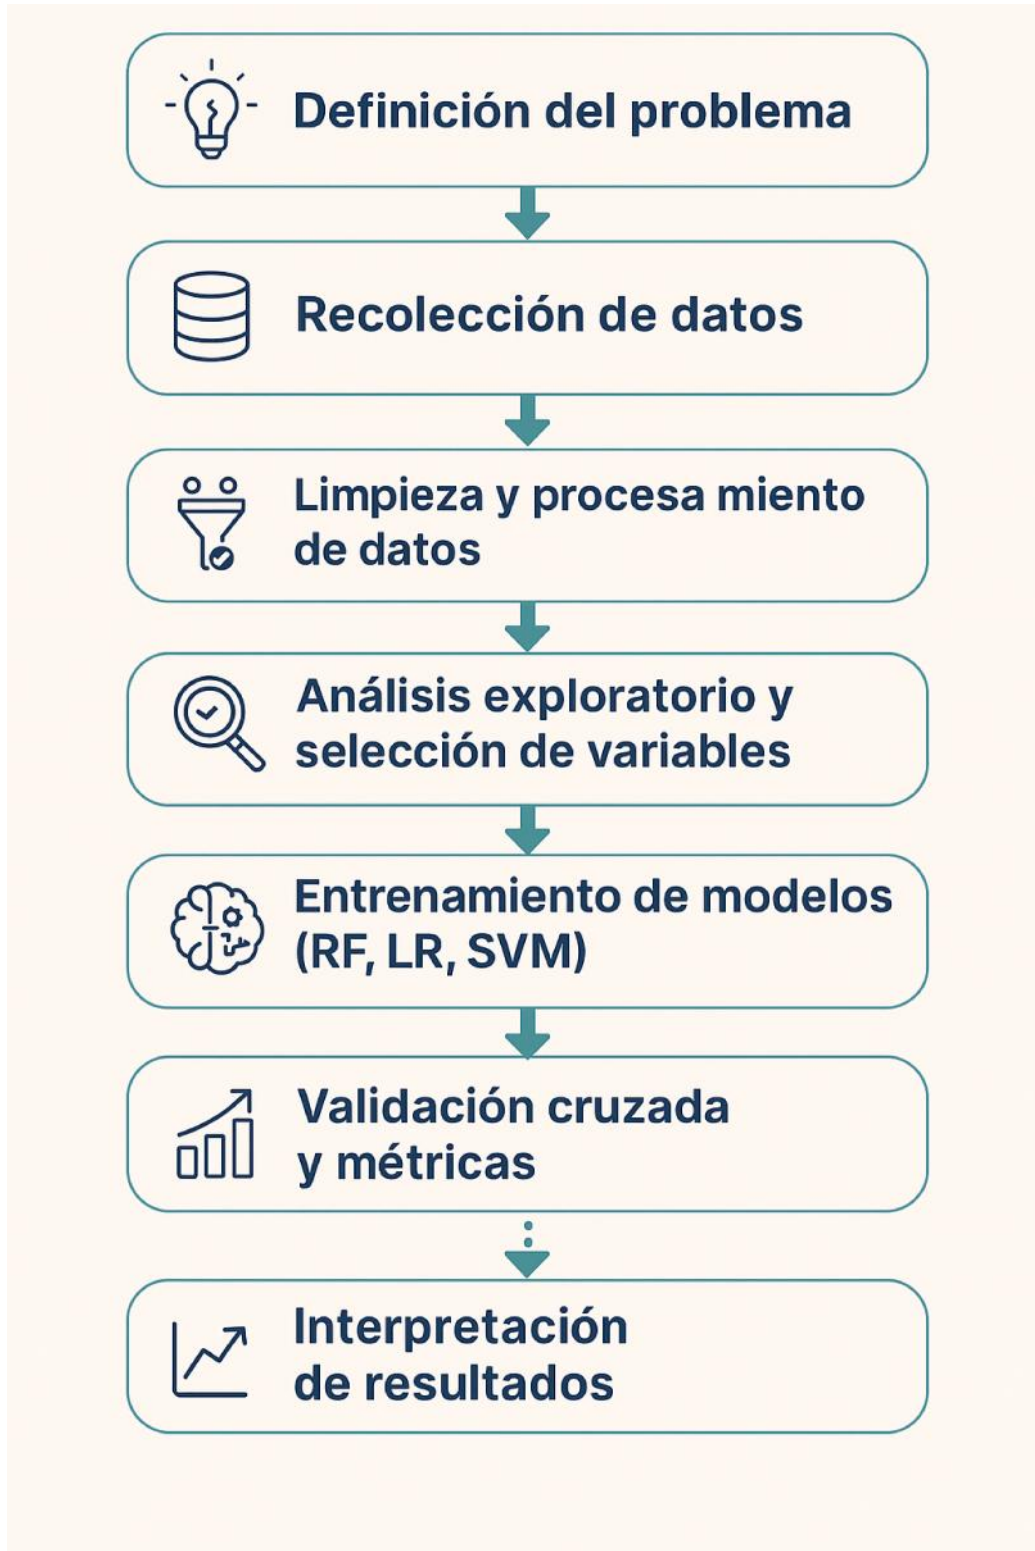 Definición del problema
Recolección de datos
Limpieza y procesa miento
de datos
Análisis exploratorio y
selección de variables
Entrenamiento de modelos
(RF, LR, SVM)
Validación cruzada
y métricas
Interpretación
de resultados